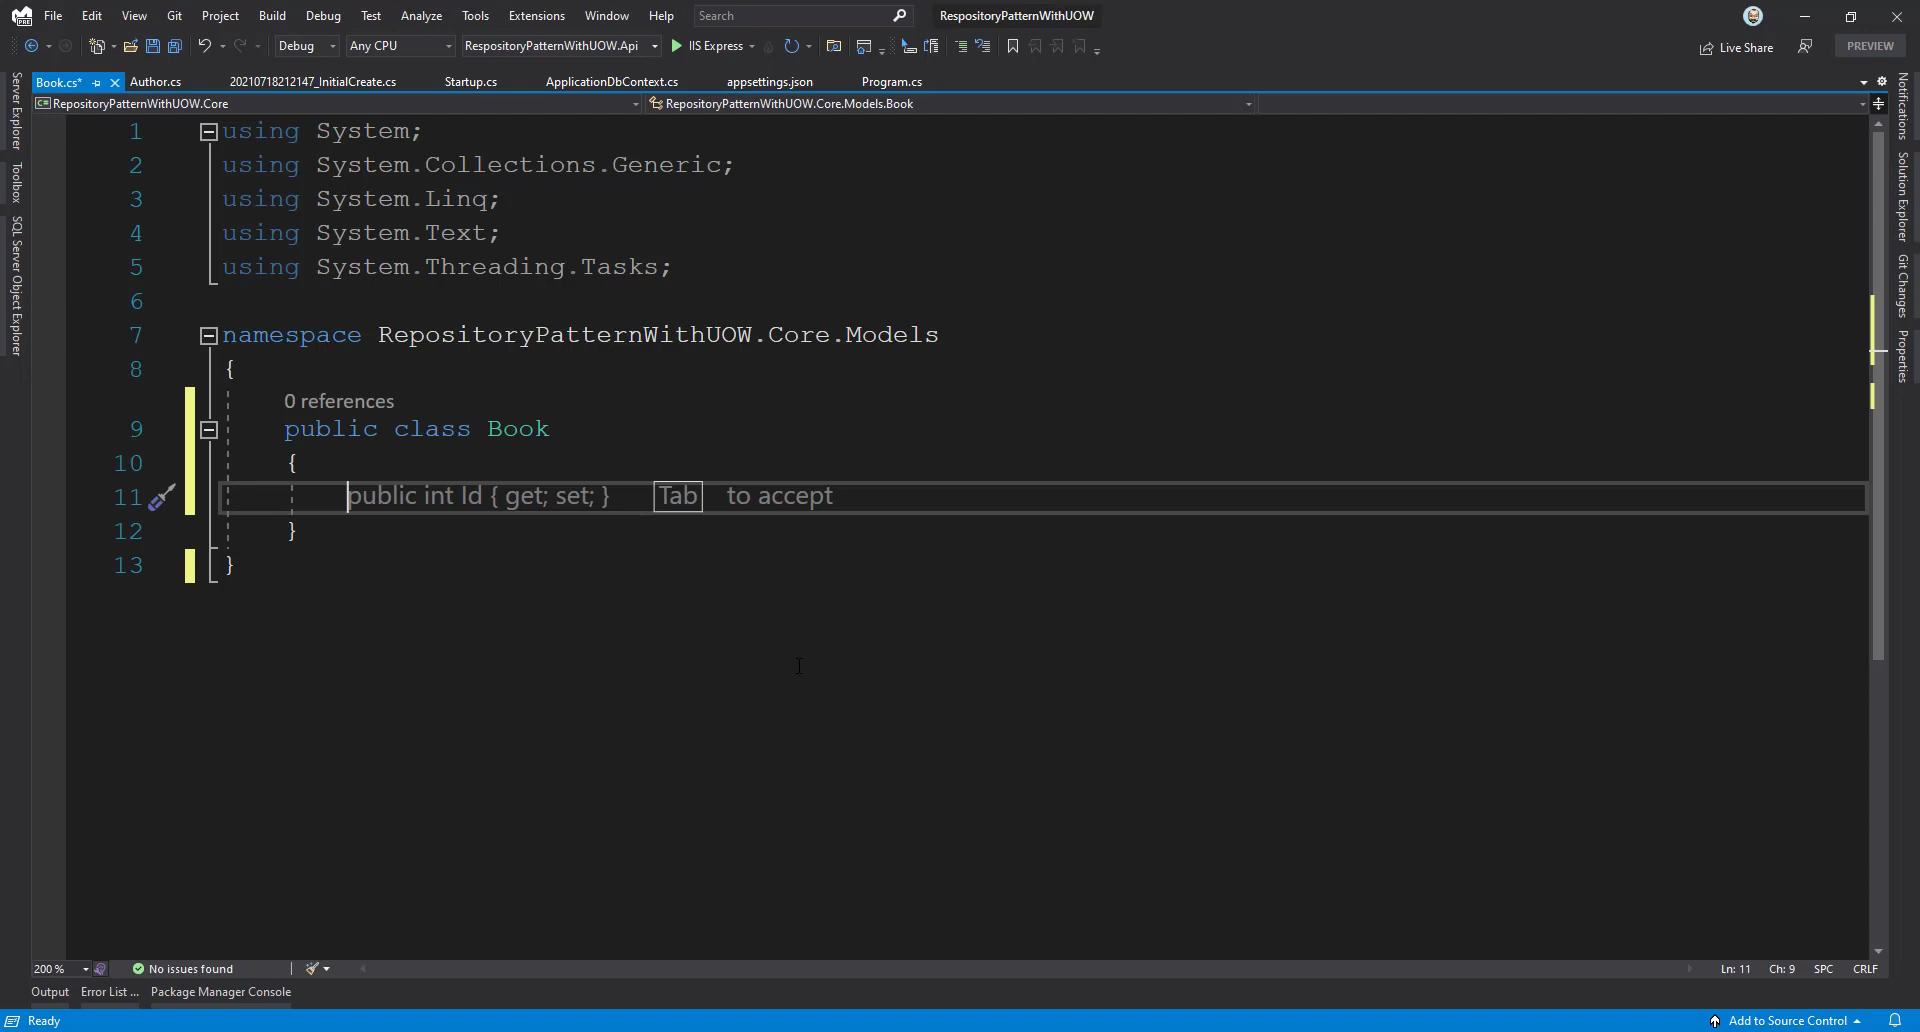 File Edit View Git Project Build Debug Test Analyze Tools Extensions Window Help Search RespositoryPatternWithUOW
Debug Any CPU RespositoryPatternWithUOW.Api IIS Express Live Share PREVIEW
Book.cs* Author.cs 20210718212147_InitialCreate.cs Startup.cs ApplicationDbContext.cs appsettings.json Program.cs
RepositoryPatternWithUOW.Core RepositoryPatternWithUOW.Core.Models.Book
Server Explorer
Toolbox
SQL Server Object Explorer
1 using System;
2 using System.Collections.Generic;
3 using System.Linq;
4 using System.Text;
5 using System.Threading.Tasks;
6
7 namespace RepositoryPatternWithUOW.Core.Models
8 {
0 references
9 public class Book
10 {
11 public int Id { get; set; } Tab to accept
12 }
13 }
Notifications
Solution Explorer
Git Changes
Properties
200 % No issues found Ln: 11 Ch: 9 SPC CRLF
Output Error List ... Package Manager Console
Ready Add to Source Control